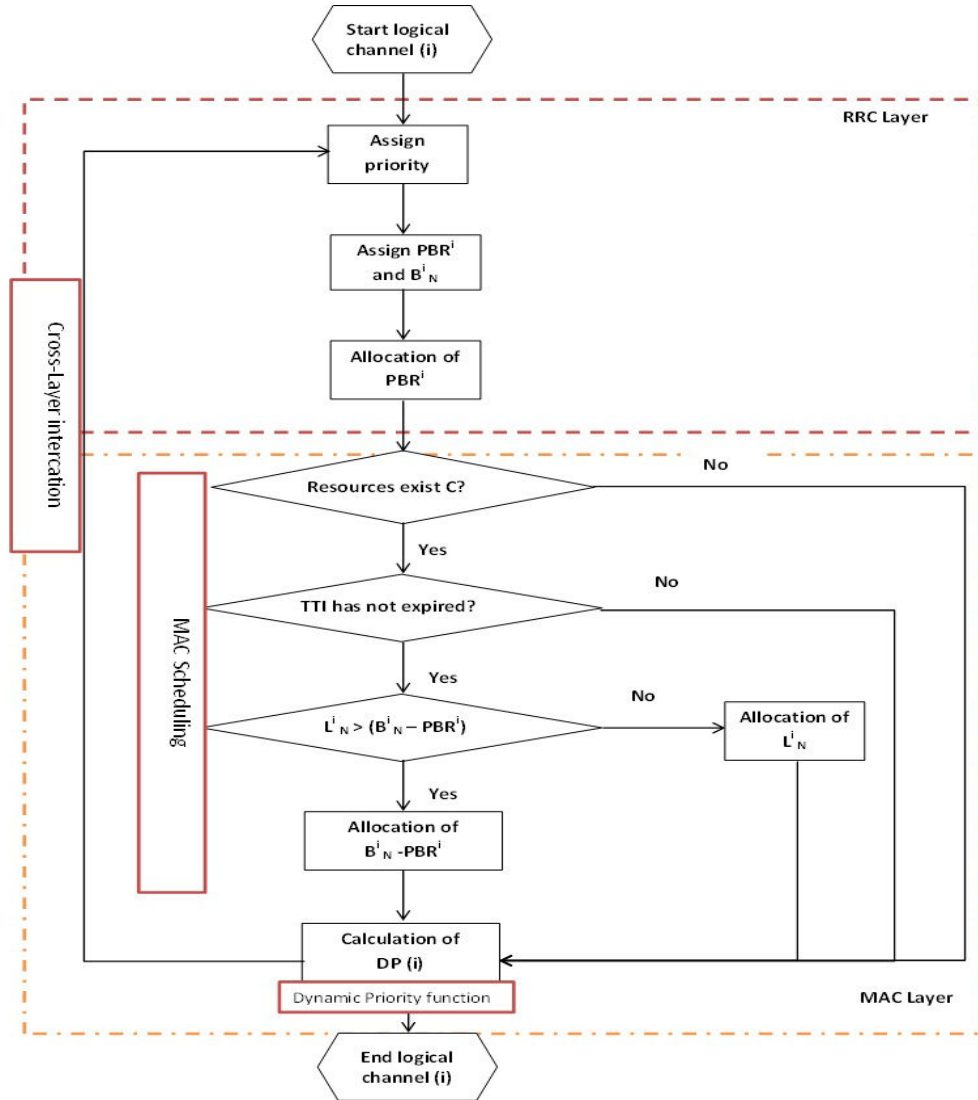 Start logical
channel (i)
RRC Layer
Assign
priority
Assign PBRⁱ
and Bⁱ_N
Allocation of
PBRⁱ
Cross-Layer intercation
No
Resources exist C?
Yes
No
TTI has not expired?
MAC Scheduling
Yes
No
Lⁱ_N > (Bⁱ_N – PBRⁱ)
Allocation of
Lⁱ_N
Yes
Allocation of
Bⁱ_N -PBRⁱ
Calculation of
DP (i)
Dynamic Priority function
MAC Layer
End logical
channel (i)